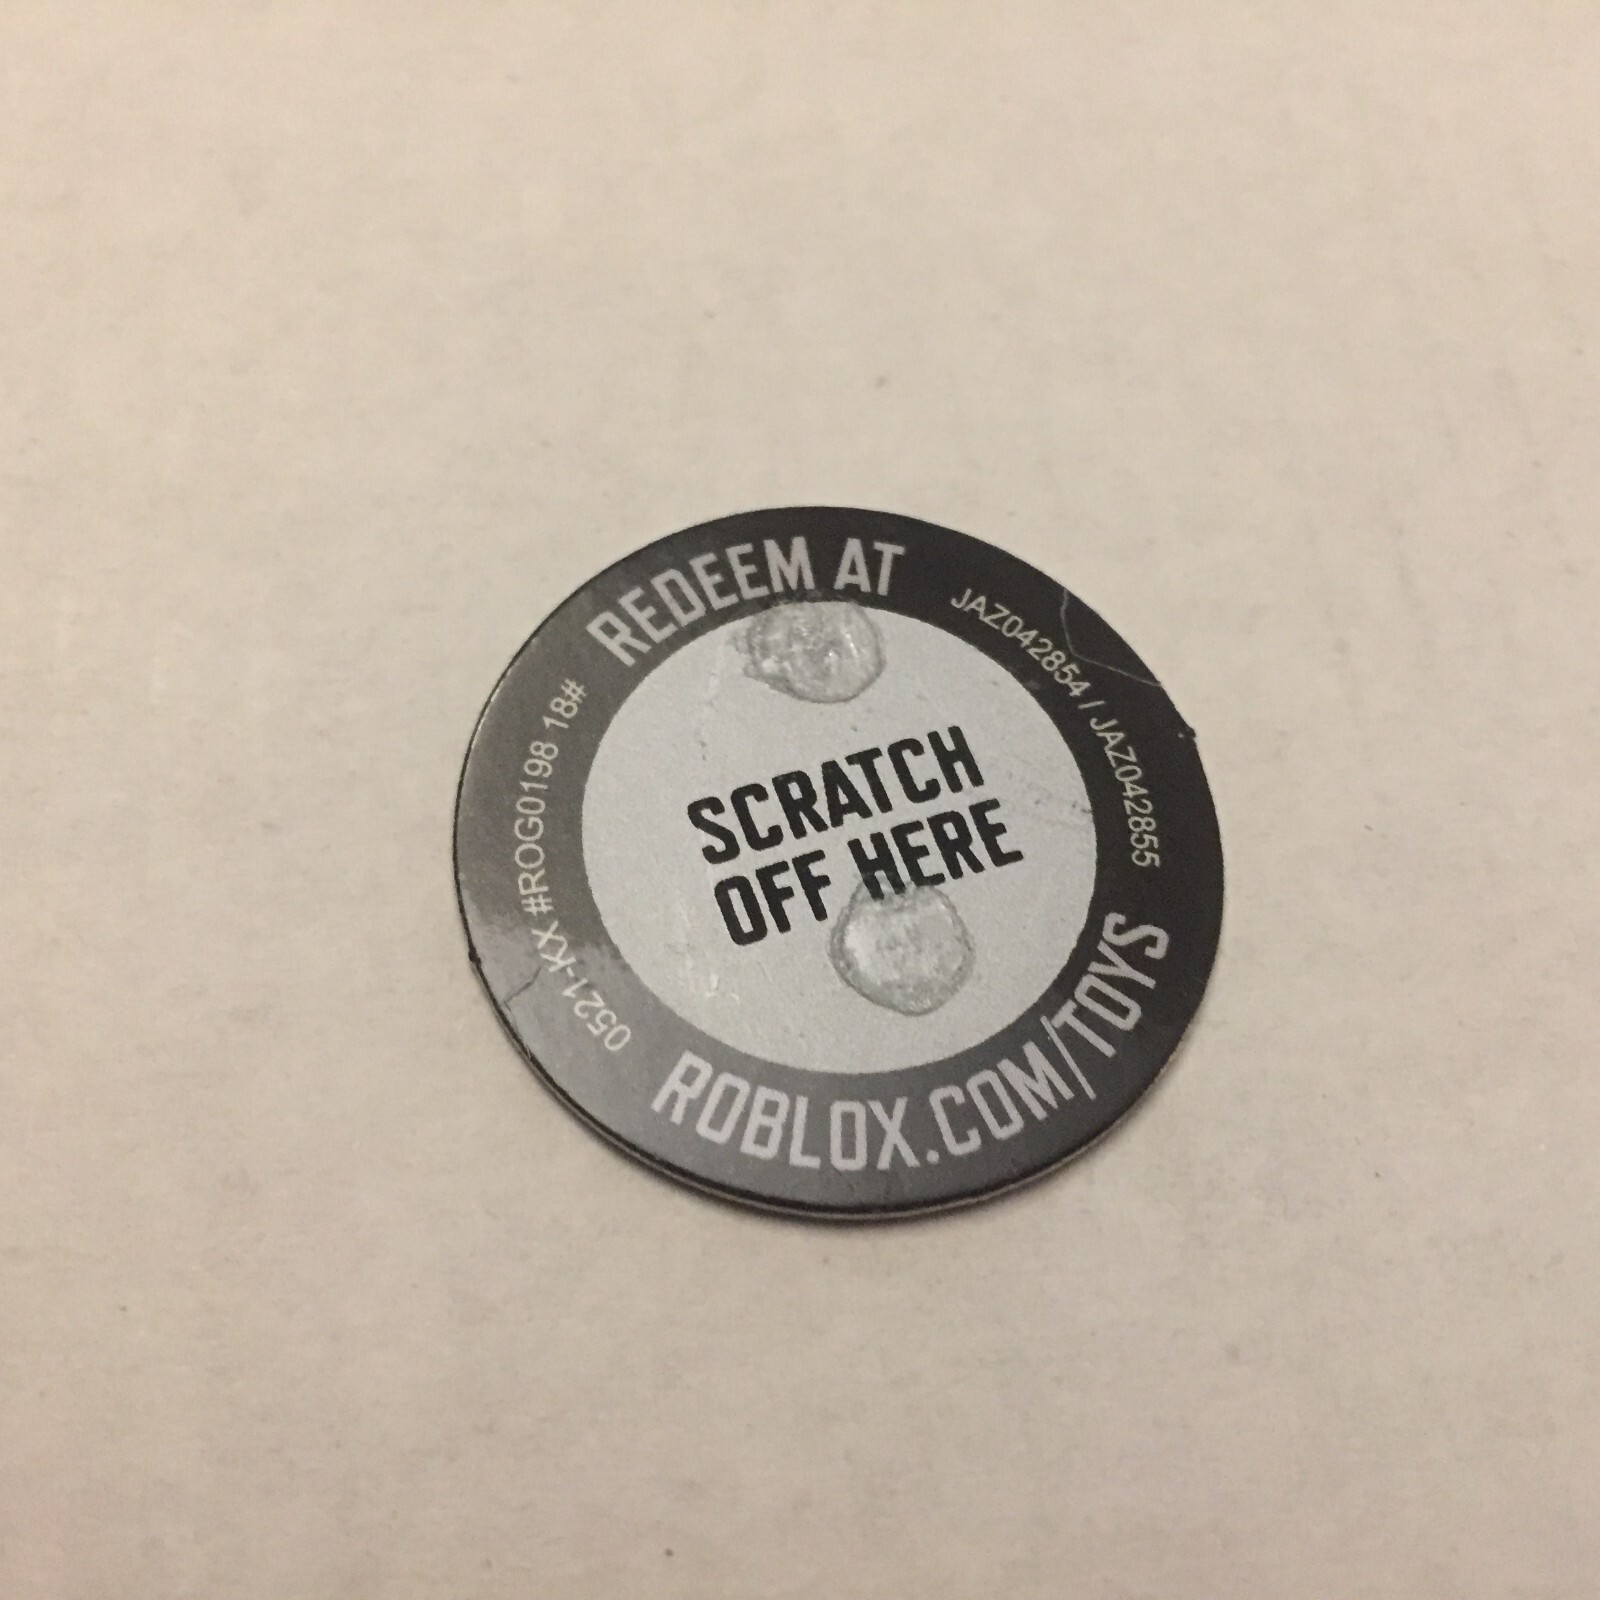 REDEEM AT
JAZ042854 / JAZ042855
SCRATCH
OFF HERE
ROBLOX.COM/TOYS
0521-KX #ROG0198 18#